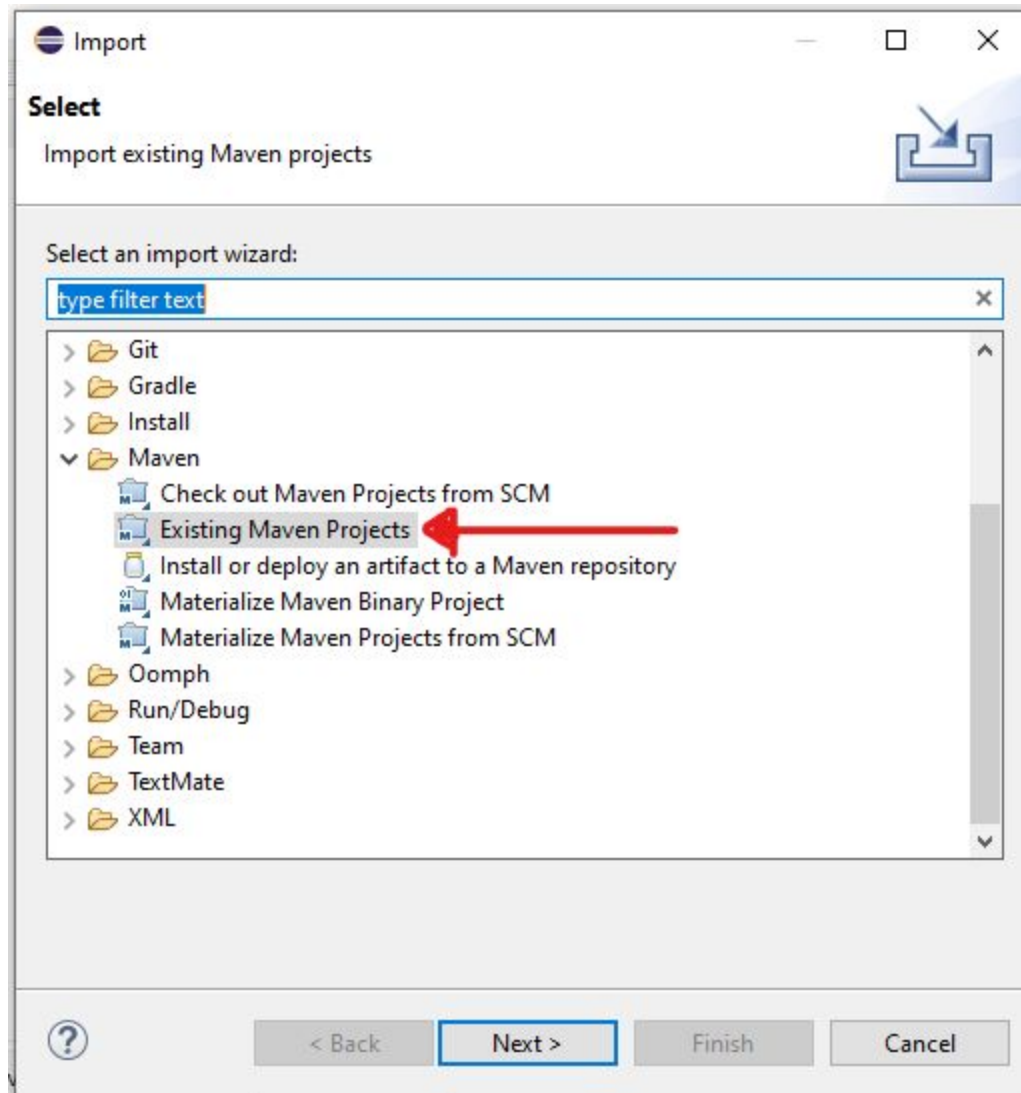 Import
Select
Import existing Maven projects
Select an import wizard:
type filter text
Git
Gradle
Install
Maven
Check out Maven Projects from SCM
Existing Maven Projects
Install or deploy an artifact to a Maven repository
Materialize Maven Binary Project
Materialize Maven Projects from SCM
Oomph
Run/Debug
Team
TextMate
XML
< Back Next > Finish Cancel